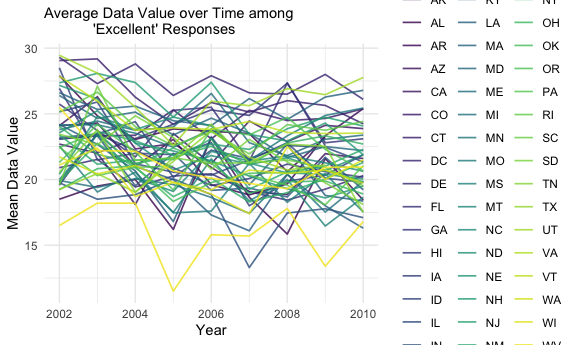 Average Data Value over Time among
'Excellent' Responses
30
25
20
15
Mean Data Value
2002 2004 2006 2008 2010
Year
AL LA OH
AR MA OK
AZ MD OR
CA ME PA
CO MI RI
CT MN SC
DC MO SD
DE MS TN
FL MT TX
GA NC UT
HI ND VA
IA NE VT
ID NH WA
IL NJ WI
IN NM WV